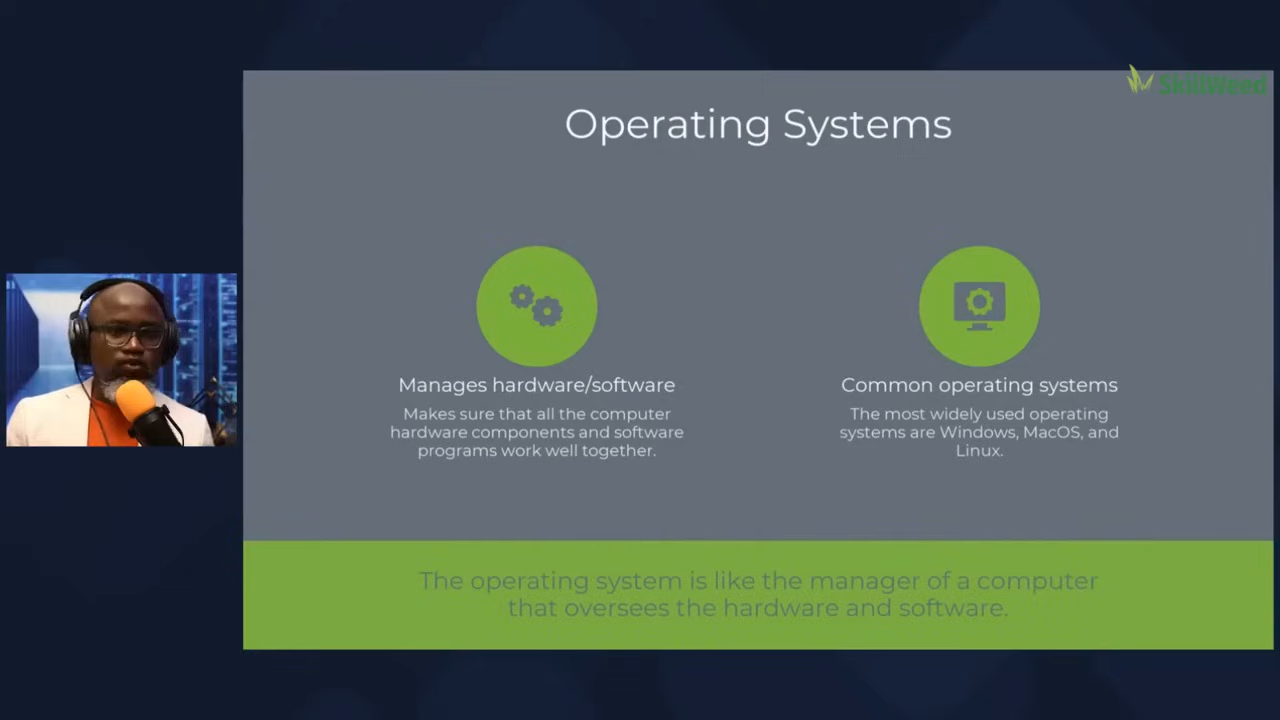 SkillWeed
Operating Systems
Manages hardware/software
Makes sure that all the computer
hardware components and software
programs work well together.
Common operating systems
The most widely used operating
systems are Windows, MacOS, and
Linux.
The operating system is like the manager of a computer
that oversees the hardware and software.